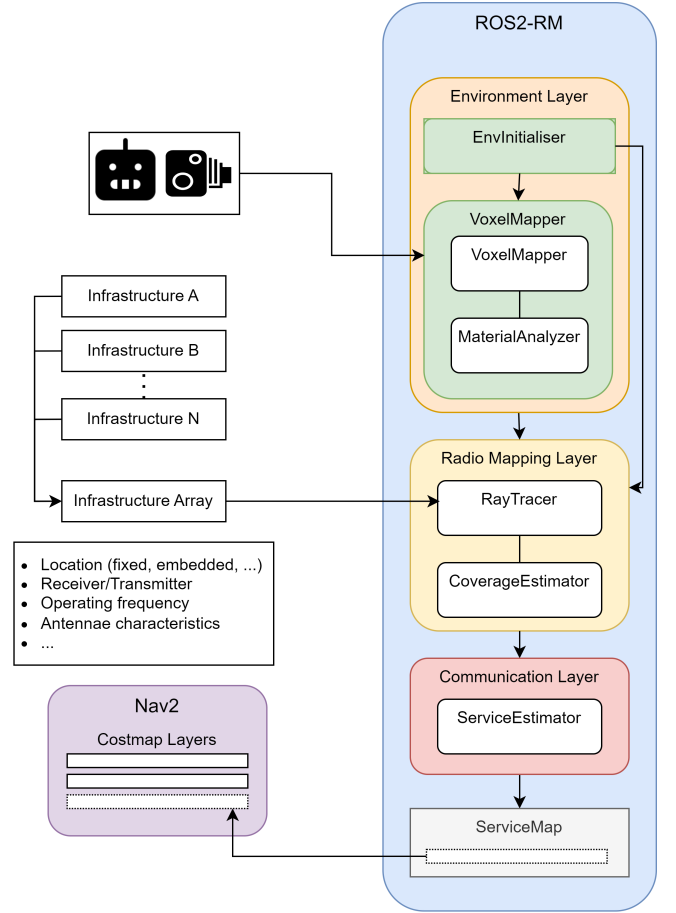 ROS2-RM
Environment Layer
EnvInitialiser
VoxelMapper
VoxelMapper
MaterialAnalyzer
Infrastructure A
Infrastructure B
Infrastructure N
Infrastructure Array
Radio Mapping Layer
RayTracer
CoverageEstimator
• Location (fixed, embedded, ...)
• Receiver/Transmitter
• Operating frequency
• Antennae characteristics
• ...
Communication Layer
ServiceEstimator
Nav2
Costmap Layers
ServiceMap